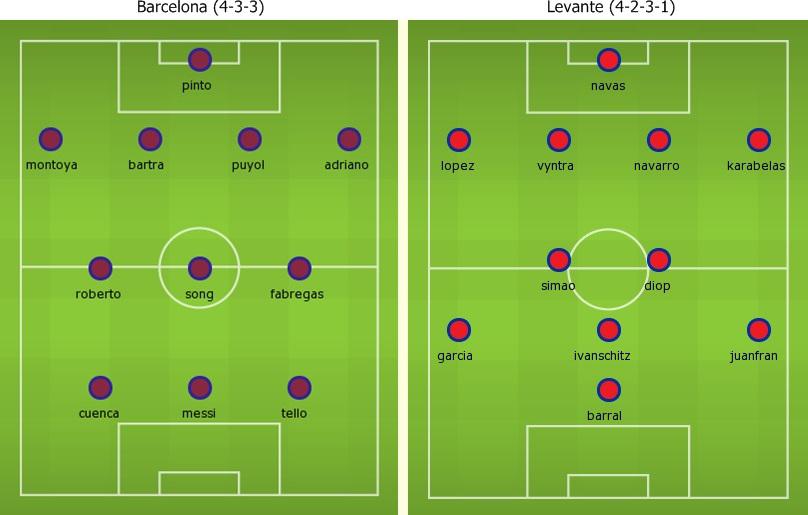 Barcelona (4-3-3)
pinto
montoya bartra puyol adriano
roberto song fabregas
cuenca messi tello
Levante (4-2-3-1)
navas
lopez vyntra navarro karabelas
simao diop
garcia ivanschitz juanfran
barral